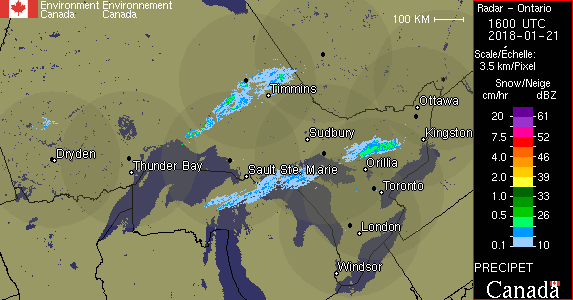 Environment Environnement
Canada Canada
100 KM
Timmins
Ottawa
Sudbury
Kingston
Dryden
Thunder Bay
Sault Ste. Marie
Orillia
Toronto
London
Windsor
Radar - Ontario
1600 UTC
2018-01-21
Scale/Échelle:
3.5 km/Pixel
Snow/Neige
cm/hr dBZ
20 61
7.5 52
4.0 46
2.0 39
1.0 33
0.5 26
0.1 10
PRECIPET
Canada